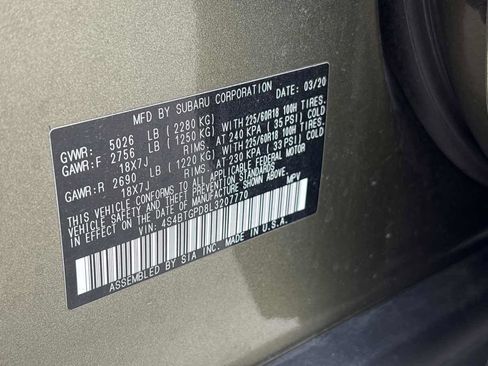 MFD BY SUBARU CORPORATION DATE: 03/20
GVWR: 5026 LB ( 2280 KG)
GAWR:F 2756 LB ( 1250 KG) WITH 225/60R18 100H TIRES.
18X7J RIMS. AT 240 KPA ( 35 PSI) COLD
GAWR:R 2690 LB ( 1220 KG) WITH 225/60R18 100H TIRES.
18X7J RIMS. AT 230 KPA ( 33 PSI) COLD
THIS VEHICLE CONFORMS TO ALL APPLICABLE FEDERAL MOTOR
VEHICLE SAFETY AND THEFT PREVENTION STANDARDS
IN EFFECT ON THE DATE OF MANUFACTURE SHOWN ABOVE.
VIN: 4S4BTGPD8L3207770 MPV
ASSEMBLED BY SIA INC. MADE IN U.S.A.